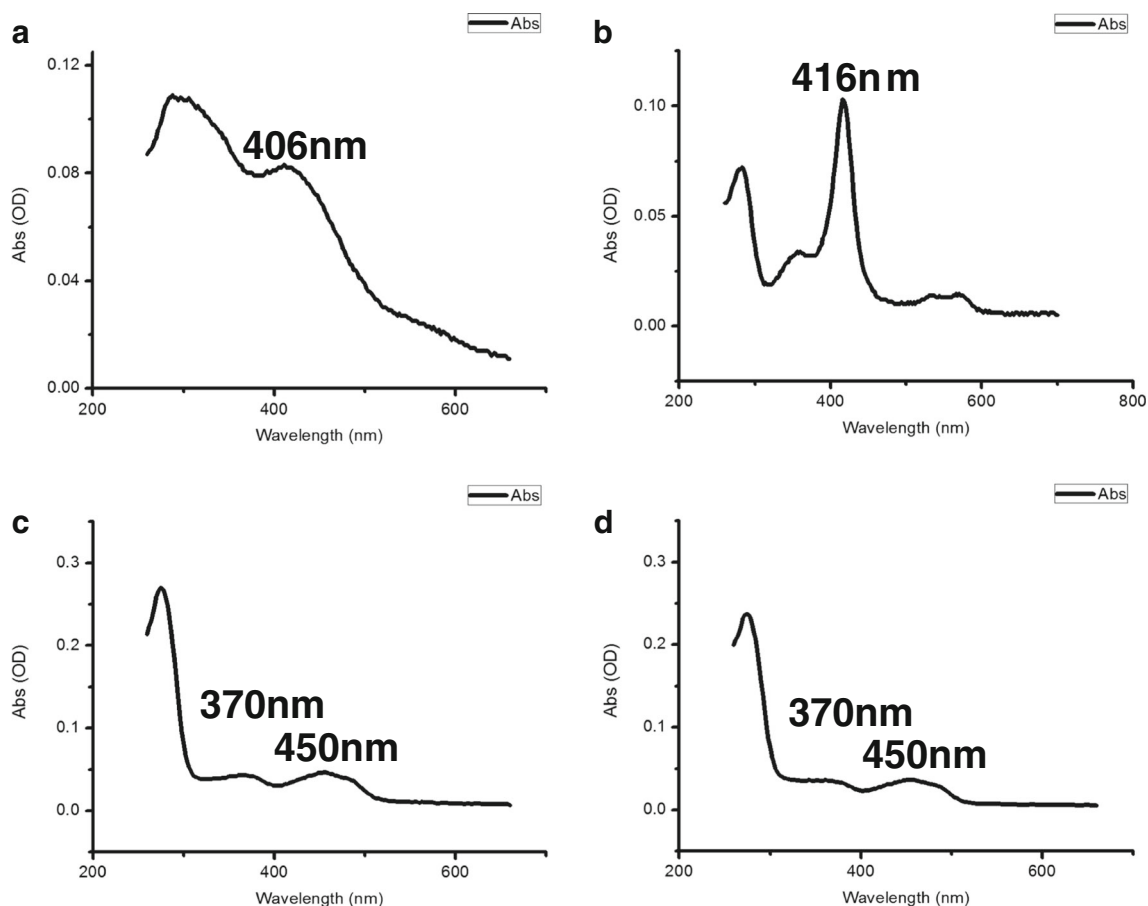 a
Abs
0.12
0.08
0.04
0.00
Abs (OD)
406nm
200
400
600
Wavelength (nm)
b
Abs
0.10
0.05
0.00
Abs (OD)
416n m
200
400
600
800
Wavelength (nm)
c
Abs
0.3
0.2
0.1
0.0
Abs (OD)
370nm
450nm
200
400
600
Wavelength (nm)
d
Abs
0.3
0.2
0.1
0.0
Abs (OD)
370nm
450nm
200
400
600
Wavelength (nm)